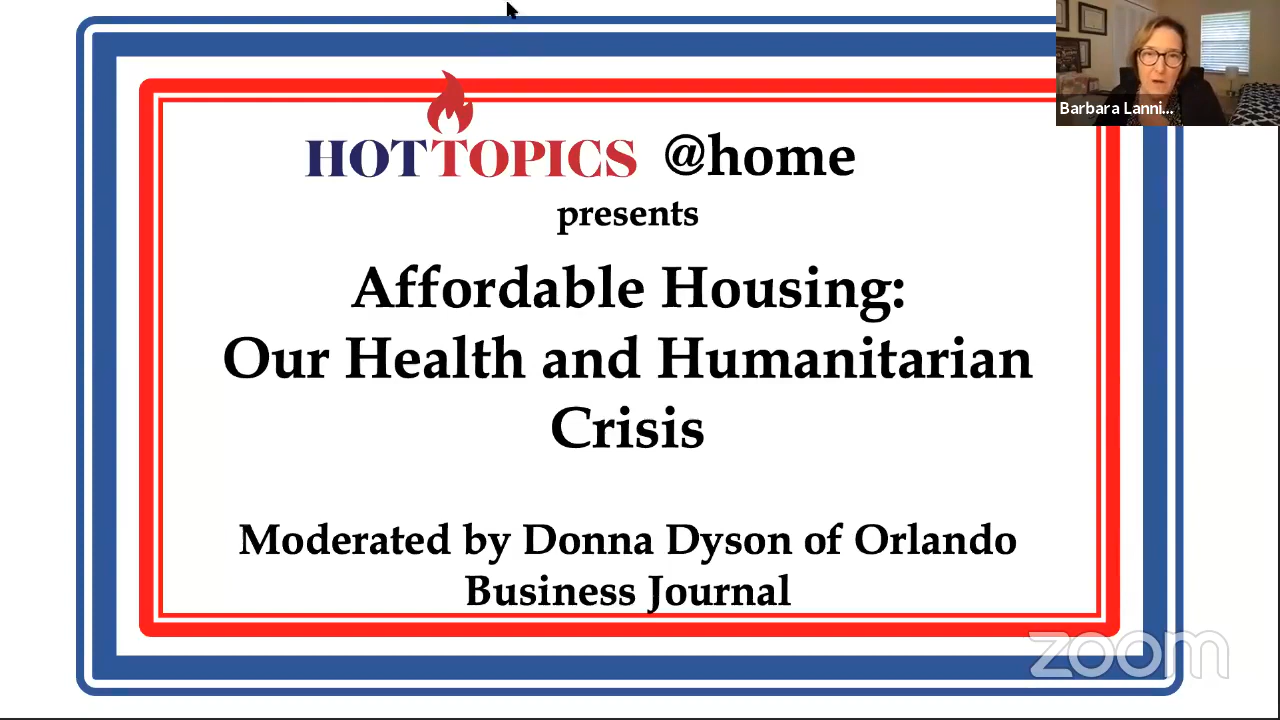 HOTTOPICS @home
presents
Affordable Housing:
Our Health and Humanitarian
Crisis
Moderated by Donna Dyson of Orlando
Business Journal
Barbara Lanni...
zoom